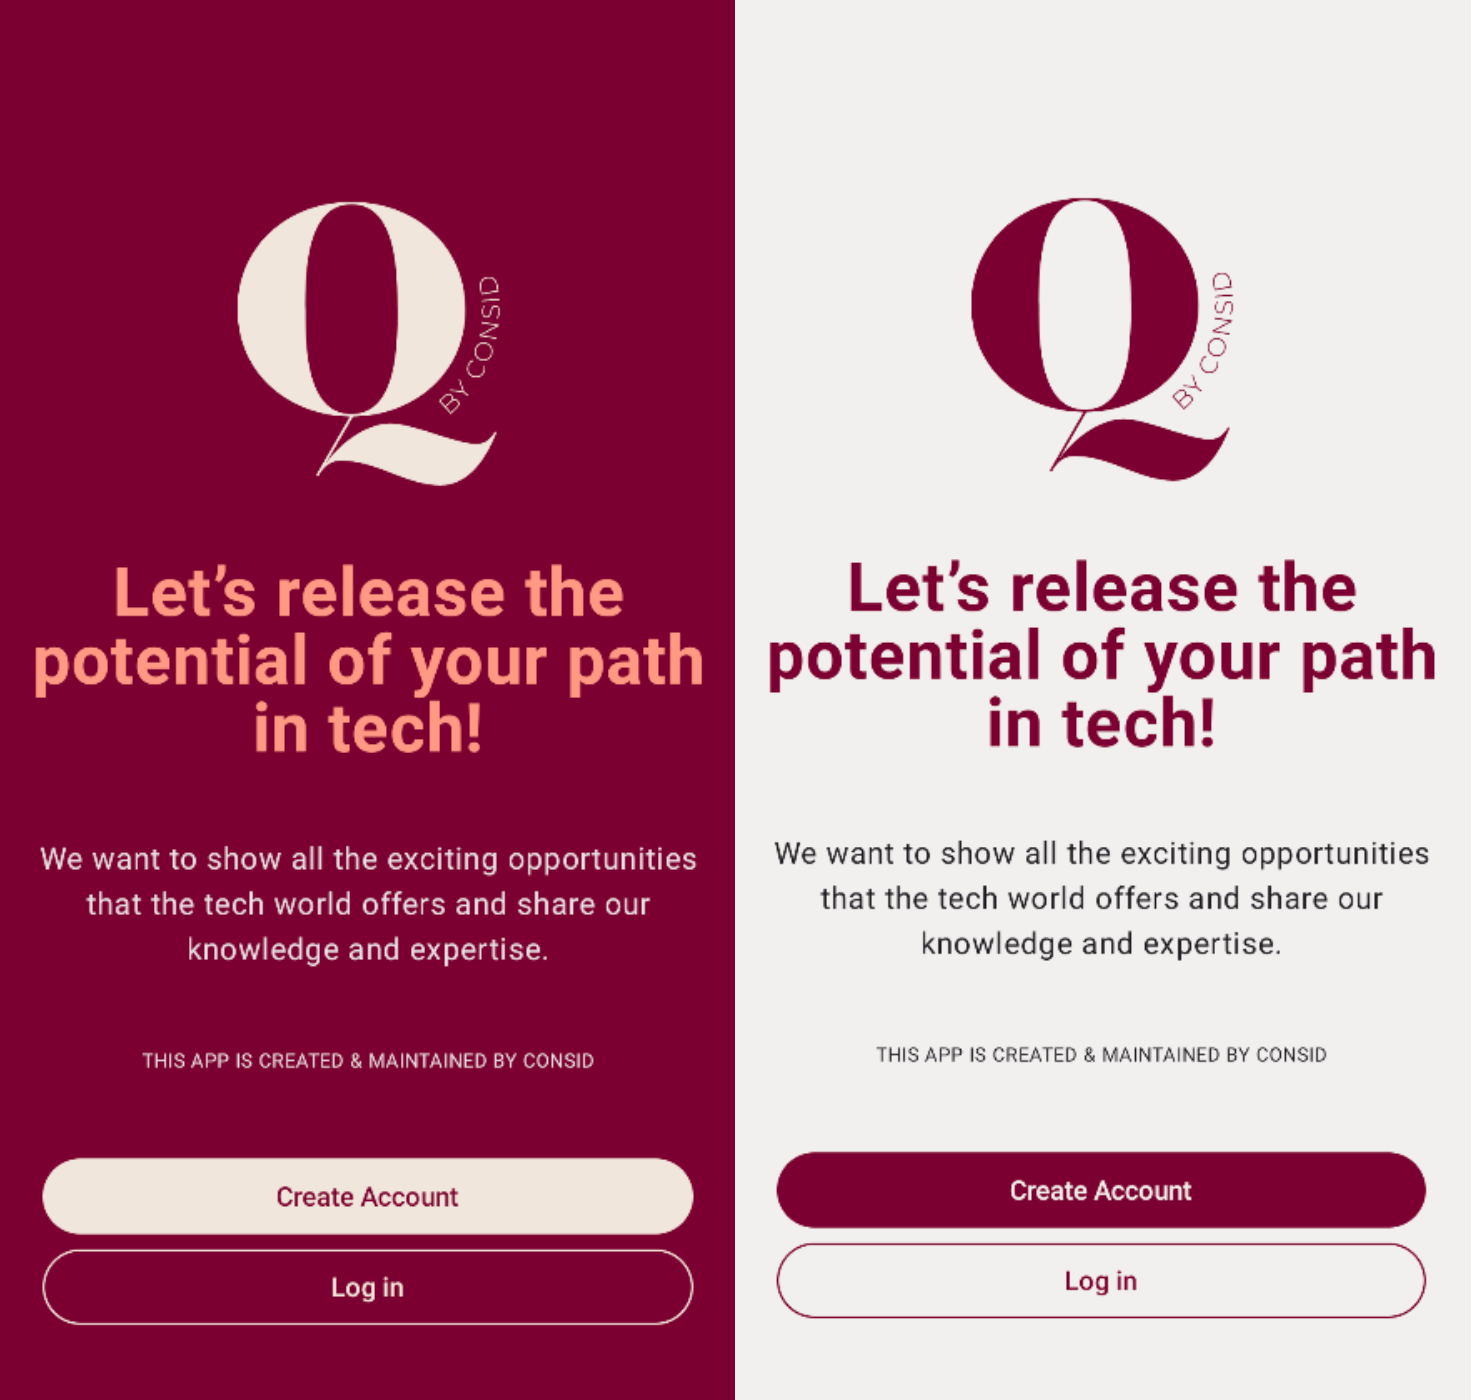 Q
BY CONSID
Let’s release the
potential of your path
in tech!
We want to show all the exciting opportunities
that the tech world offers and share our
knowledge and expertise.
THIS APP IS CREATED & MAINTAINED BY CONSID
Create Account
Log in
Q
BY CONSID
Let’s release the
potential of your path
in tech!
We want to show all the exciting opportunities
that the tech world offers and share our
knowledge and expertise.
THIS APP IS CREATED & MAINTAINED BY CONSID
Create Account
Log in